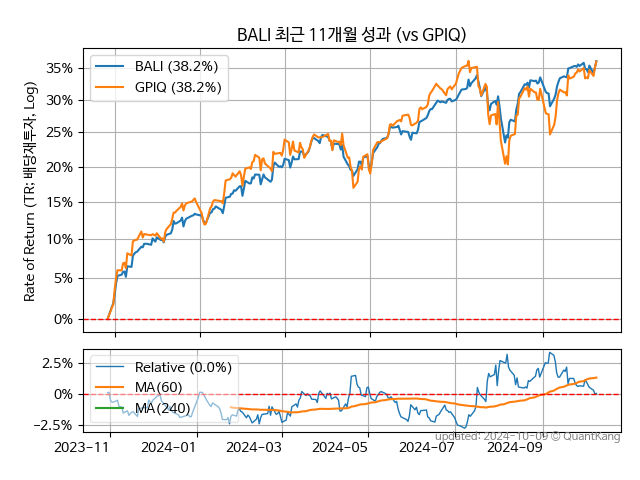 BALI 최근 11개월 성과 (vs GPIQ)
Rate of Return (TR; 배당재투자, Log)
35%
30%
25%
20%
15%
10%
5%
0%
BALI (38.2%)
GPIQ (38.2%)
2.5%
0%
−2.5%
Relative (0.0%)
MA(60)
MA(240)
2023-11 2024-01 2024-03 2024-05 2024-07 2024-09
updated: 2024-10-09 © QuantKang